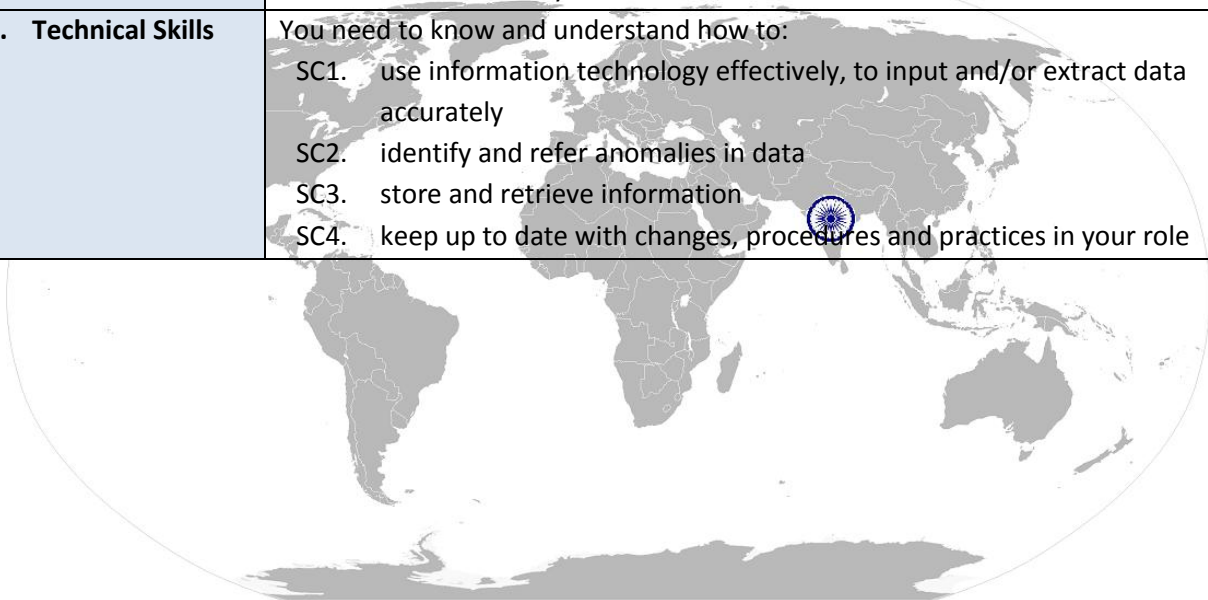 . Technical Skills
You need to know and understand how to:
SC1. use information technology effectively, to input and/or extract data
accurately
SC2. identify and refer anomalies in data
SC3. store and retrieve information
SC4. keep up to date with changes, procedures and practices in your role